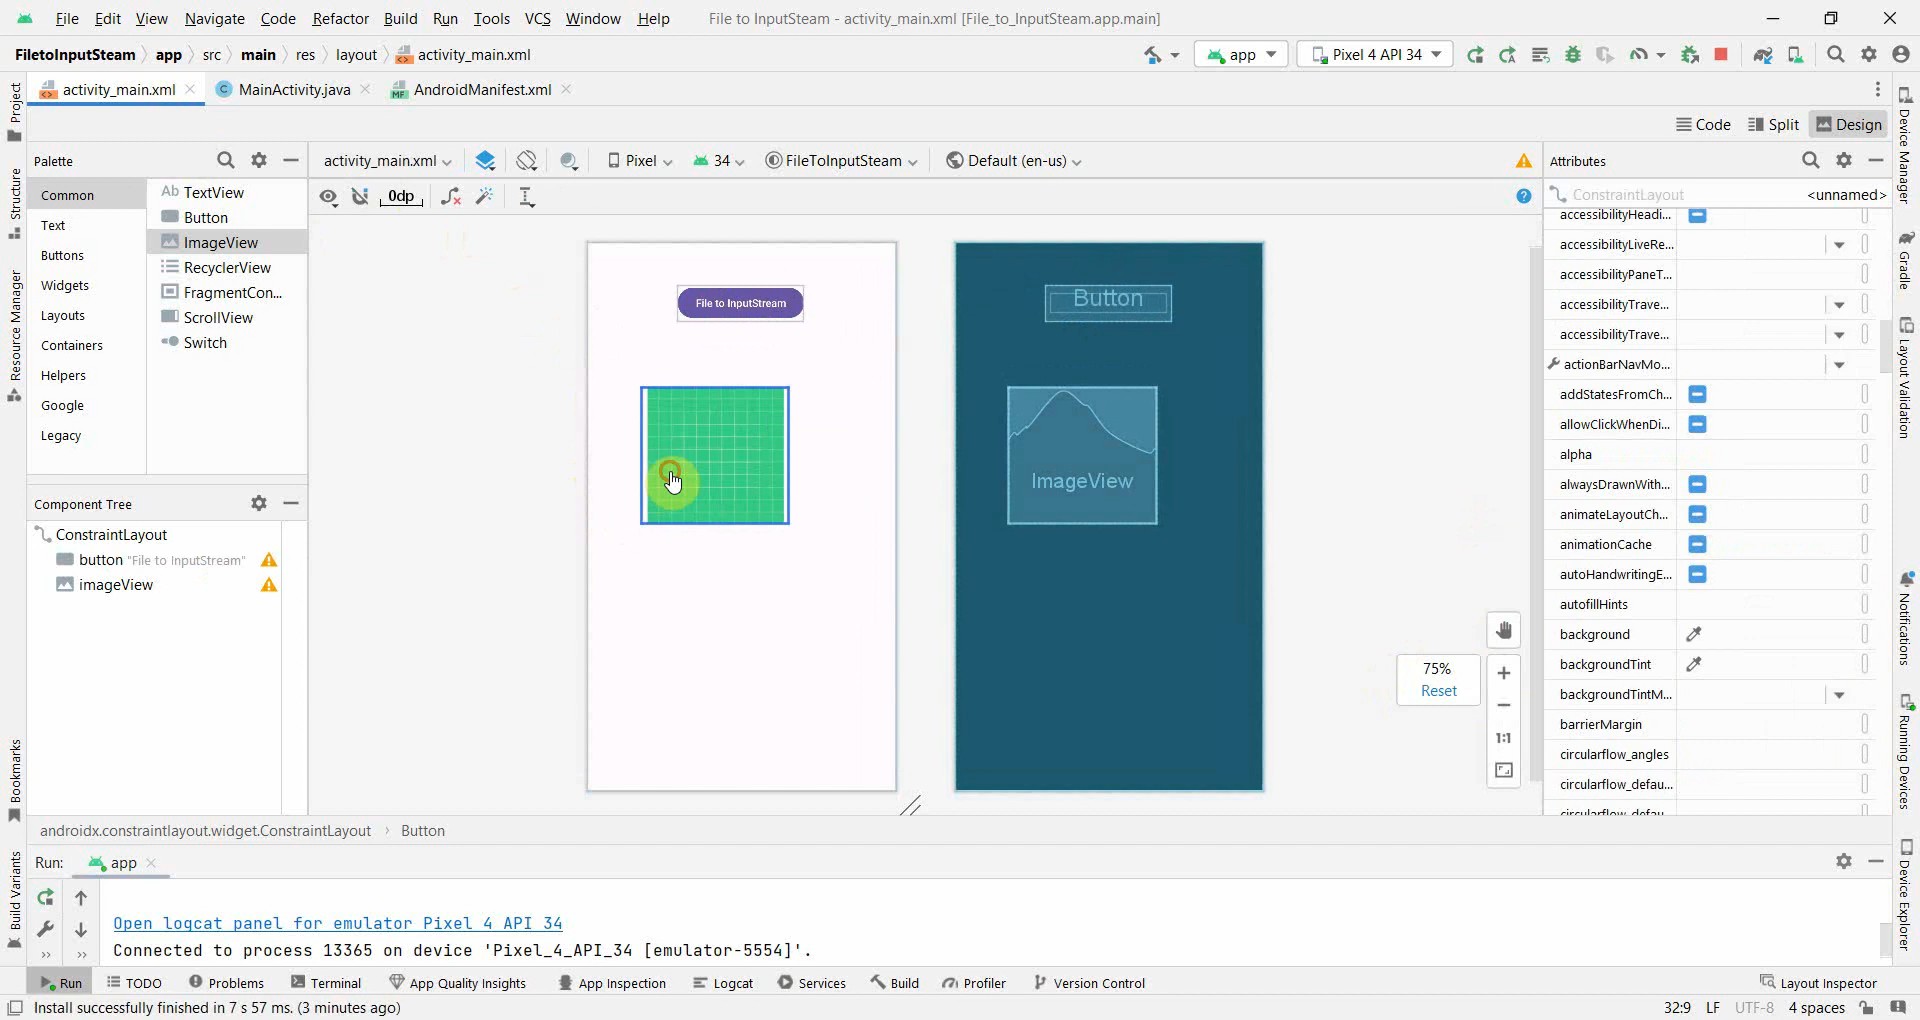 File Edit View Navigate Code Refactor Build Run Tools VCS Window Help File to InputSteam - activity_main.xml [File_to_InputSteam.app.main]
FiletoInputSteam app src main res layout activity_main.xml app Pixel 4 API 34
activity_main.xml MainActivity.java AndroidManifest.xml
Code Split Design
Palette activity_main.xml Pixel 34 FileToInputSteam Default (en-us) Attributes
0dp
Common
Text
Buttons
Widgets
Layouts
Containers
Helpers
Google
Legacy
Ab TextView
Button
ImageView
RecyclerView
FragmentCon...
ScrollView
Switch
Component Tree
ConstraintLayout
button "File to InputStream"
imageView
File to InputStream
Button
ImageView
75%
Reset
1:1
ConstraintLayout <unnamed>
accessibilityHeadi...
accessibilityLiveRe...
accessibilityPaneT...
accessibilityTrave...
accessibilityTrave...
actionBarNavMo...
addStatesFromCh...
allowClickWhenDi...
alpha
alwaysDrawnWith...
animateLayoutCh...
animationCache
autoHandwritingE...
autofillHints
background
backgroundTint
backgroundTintM...
barrierMargin
circularflow_angles
circularflow_defau...
circularflow_defau...
androidx.constraintlayout.widget.ConstraintLayout Button
Run: app
Open logcat panel for emulator Pixel 4 API 34
Connected to process 13365 on device 'Pixel_4_API_34 [emulator-5554]'.
Run TODO Problems Terminal App Quality Insights App Inspection Logcat Services Build Profiler Version Control Layout Inspector
Install successfully finished in 7 s 57 ms. (3 minutes ago) 32:9 LF UTF-8 4 spaces
Project
Structure
Resource Manager
Bookmarks
Build Variants
Device Manager
Gradle
Layout Validation
Notifications
Running Devices
Device Explorer